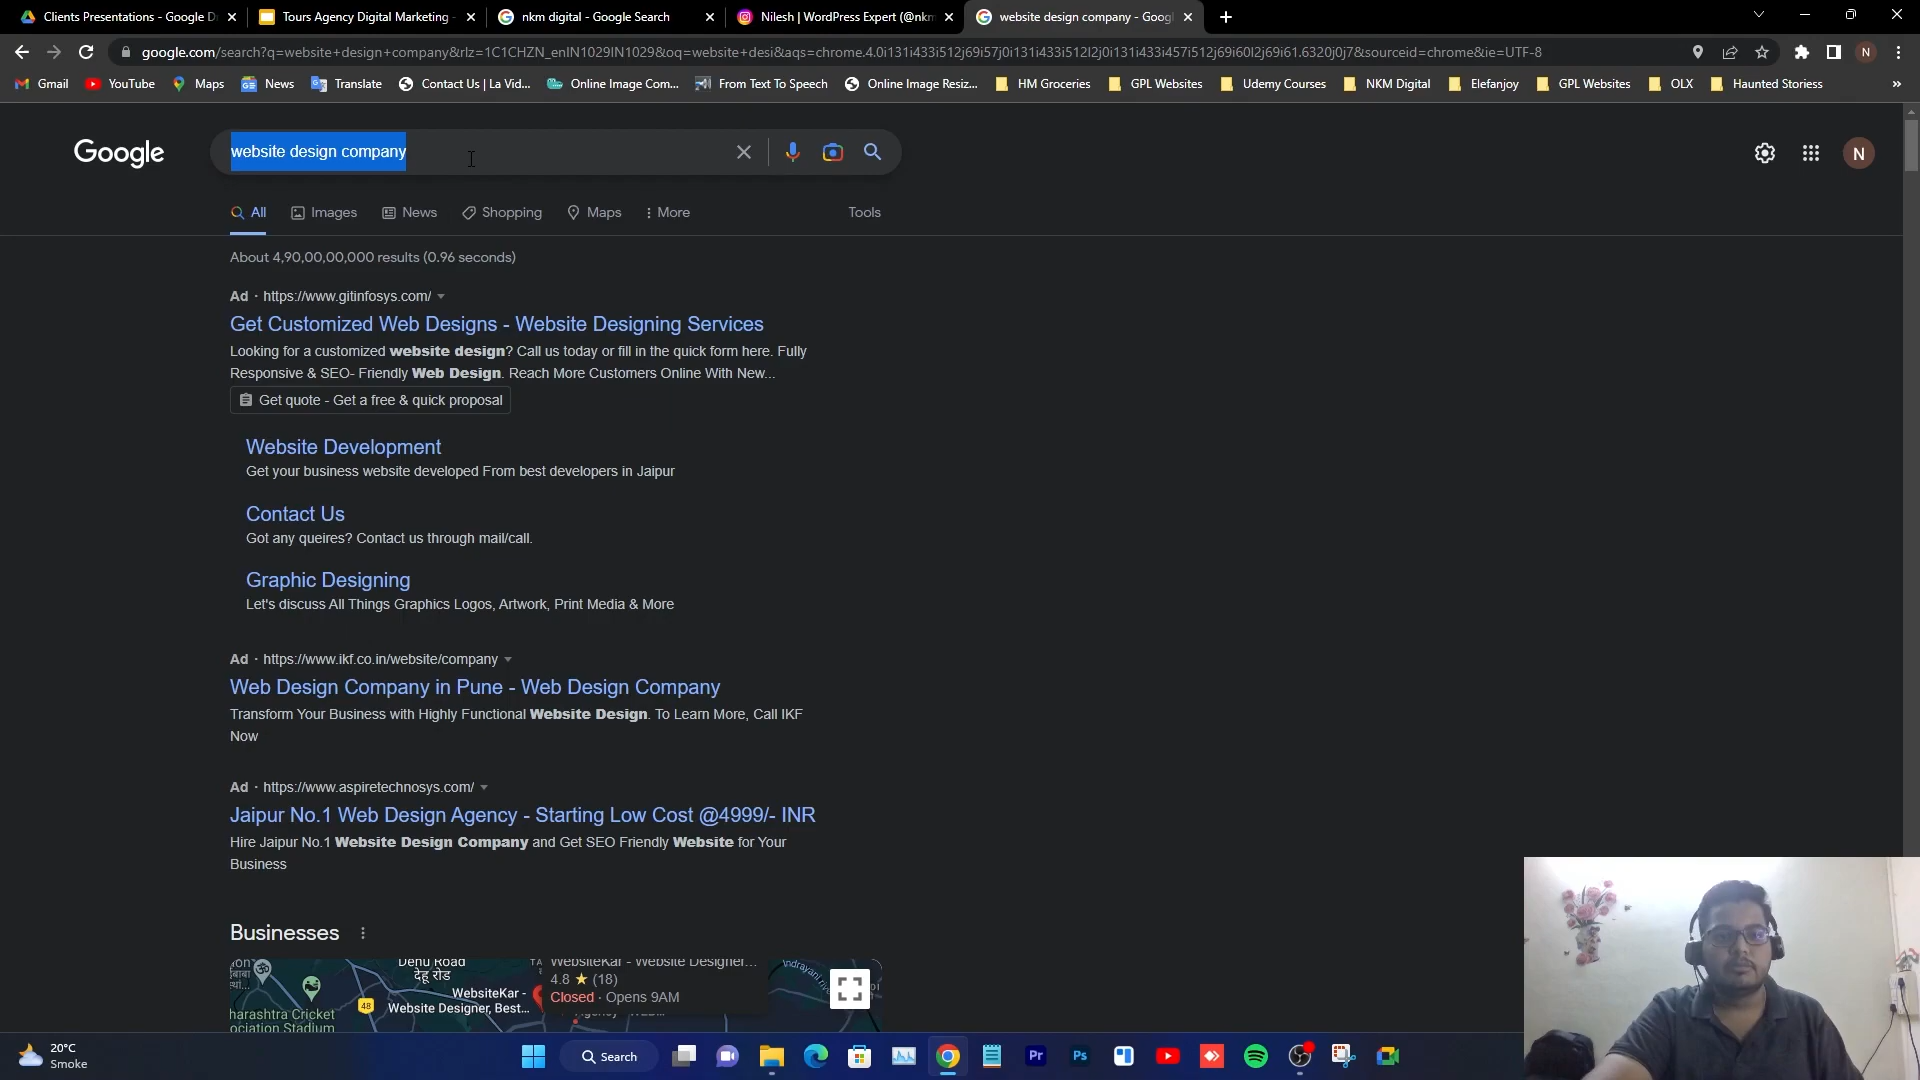 Clients Presentations - Google Dr
Tours Agency Digital Marketing -
nkm digital - Google Search
Nilesh | WordPress Expert (@nkm
website design company - Goog
google.com/search?q=website+design+company&rlz=1C1CHZN_enIN1029IN1029&oq=website+desi&aqs=chrome.4.0i131i433i512j69i57j0i131i433i512l2j0i131i433i457i512j69i60l2j69i61.6320j0j7&sourceid=chrome&ie=UTF-8
N
Gmail
YouTube
Maps
News
Translate
Contact Us | La Vid...
Online Image Com...
From Text To Speech
Online Image Resiz...
HM Groceries
GPL Websites
Udemy Courses
NKM Digital
Elefanjoy
GPL Websites
OLX
Haunted Storiess
»
Google
website design company
N
All
Images
News
Shopping
Maps
More
Tools
About 4,90,00,00,000 results (0.96 seconds)
Ad · https://www.gitinfosys.com/
Get Customized Web Designs - Website Designing Services
Looking for a customized website design? Call us today or fill in the quick form here. Fully
Responsive & SEO- Friendly Web Design. Reach More Customers Online With New...
Get quote - Get a free & quick proposal
Website Development
Get your business website developed From best developers in Jaipur
Contact Us
Got any queires? Contact us through mail/call.
Graphic Designing
Let's discuss All Things Graphics Logos, Artwork, Print Media & More
Ad · https://www.ikf.co.in/website/company
Web Design Company in Pune - Web Design Company
Transform Your Business with Highly Functional Website Design. To Learn More, Call IKF
Now
Ad · https://www.aspiretechnosys.com/
Jaipur No.1 Web Design Agency - Starting Low Cost @4999/- INR
Hire Jaipur No.1 Website Design Company and Get SEO Friendly Website for Your
Business
Businesses
Dehu Road
देहू रोड
WebsiteKar - Website Designer...
4.8 ★ (18)
Closed · Opens 9AM
WebsiteKar -
Website Designer, Best...
48
harashtra Cricket
ociation Stadium
20°C
Smoke
Search
Pr
Ps